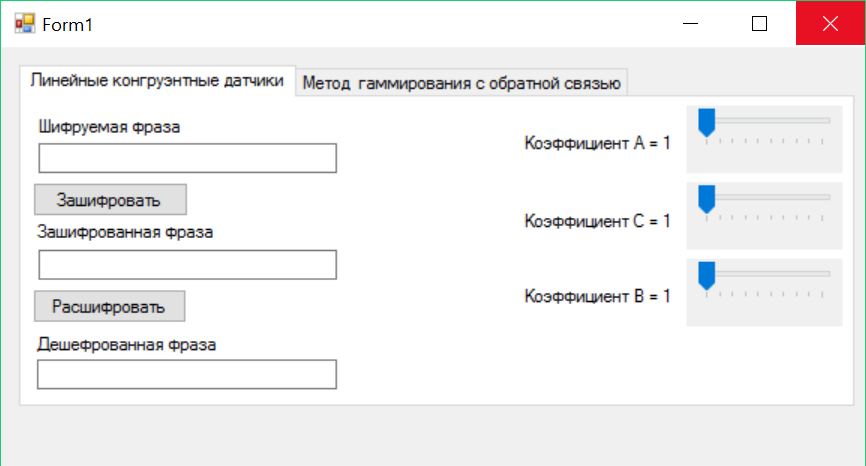 Form1
Линейные конгруэнтные датчики
Метод гаммирования с обратной связью
Шифруемая фраза
Коэффициент A = 1
Зашифровать
Зашифрованная фраза
Коэффициент C = 1
Расшифровать
Коэффициент B = 1
Дешефрованная фраза